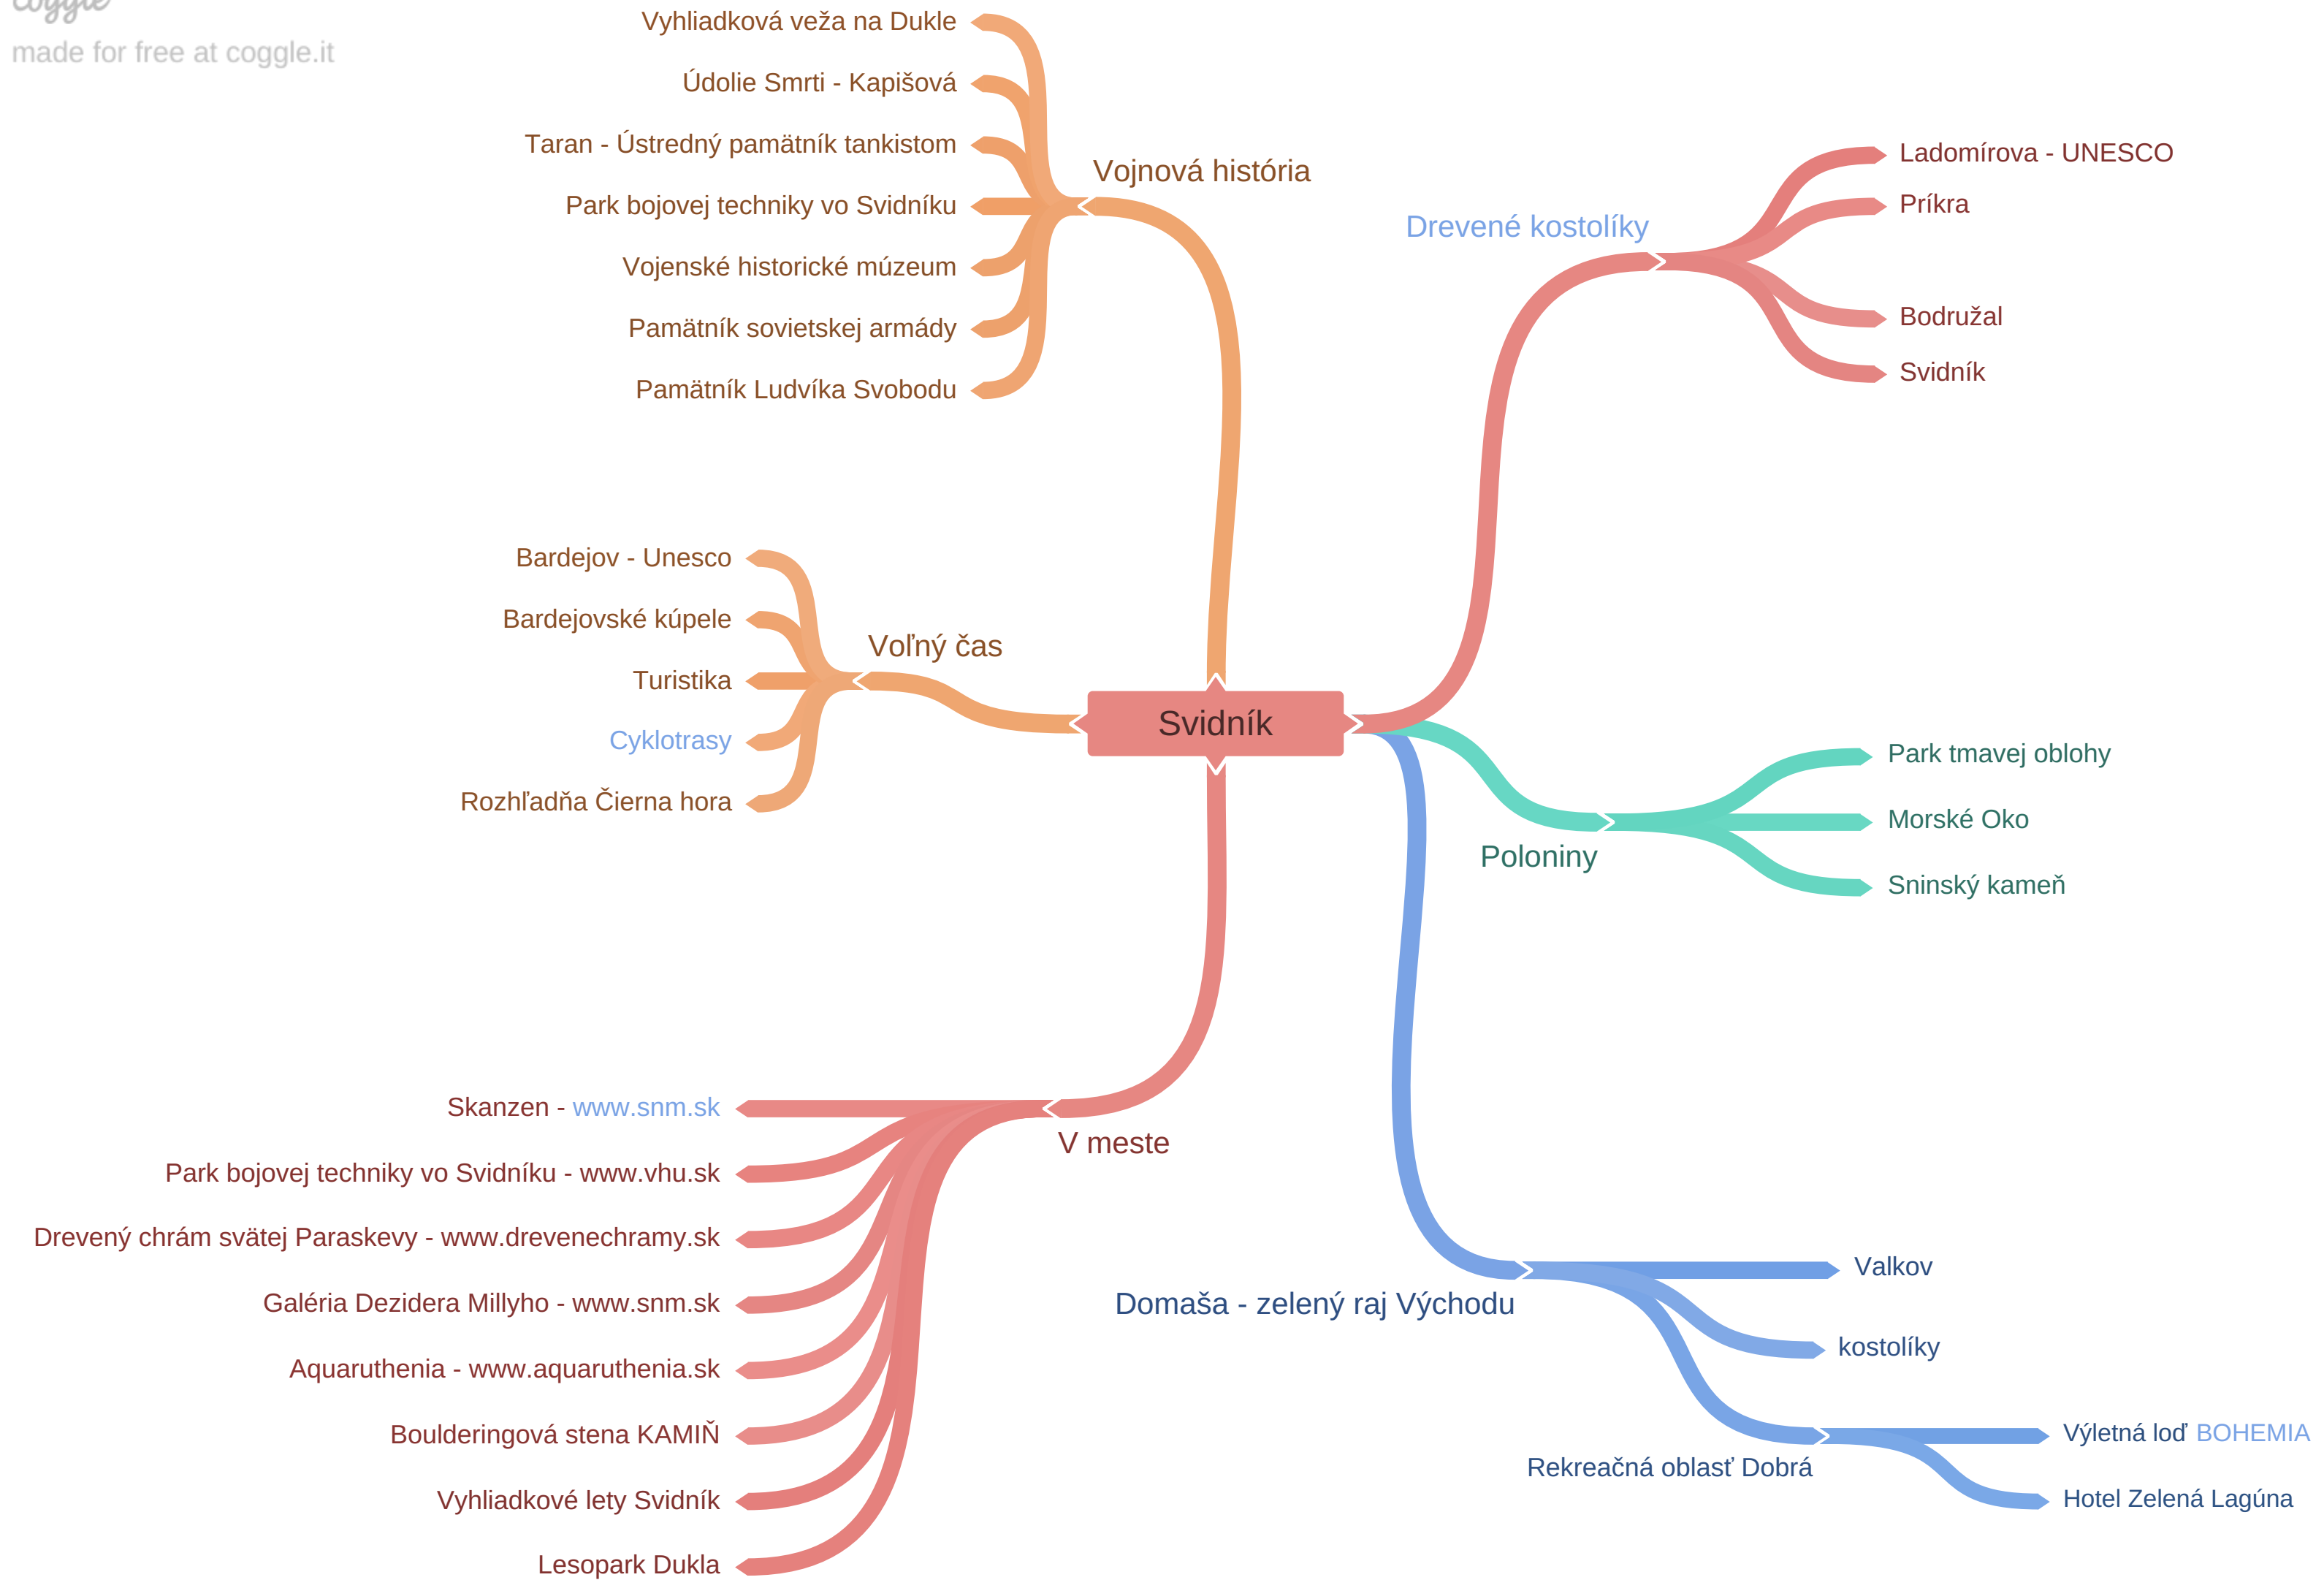 coggle
made for free at coggle.it
Vyhliadková veža na Dukle
Údolie Smrti - Kapišová
Taran - Ústredný pamätník tankistom
Park bojovej techniky vo Svidníku
Vojenské historické múzeum
Pamätník sovietskej armády
Pamätník Ludvíka Svobodu
Vojnová história
Drevené kostolíky
Ladomírova - UNESCO
Príkra
Bodružal
Svidník
Bardejov - Unesco
Bardejovské kúpele
Turistika
Cyklotrasy
Rozhľadňa Čierna hora
Voľný čas
Svidník
Poloniny
Park tmavej oblohy
Morské Oko
Sninský kameň
Skanzen - www.snm.sk
Park bojovej techniky vo Svidníku - www.vhu.sk
Drevený chrám svätej Paraskevy - www.drevenechramy.sk
Galéria Dezidera Millyho - www.snm.sk
Aquaruthenia - www.aquaruthenia.sk
Boulderingová stena KAMIŇ
Vyhliadkové lety Svidník
Lesopark Dukla
V meste
Domaša - zelený raj Východu
Valkov
kostolíky
Rekreačná oblasť Dobrá
Výletná loď BOHEMIA
Hotel Zelená Lagúna